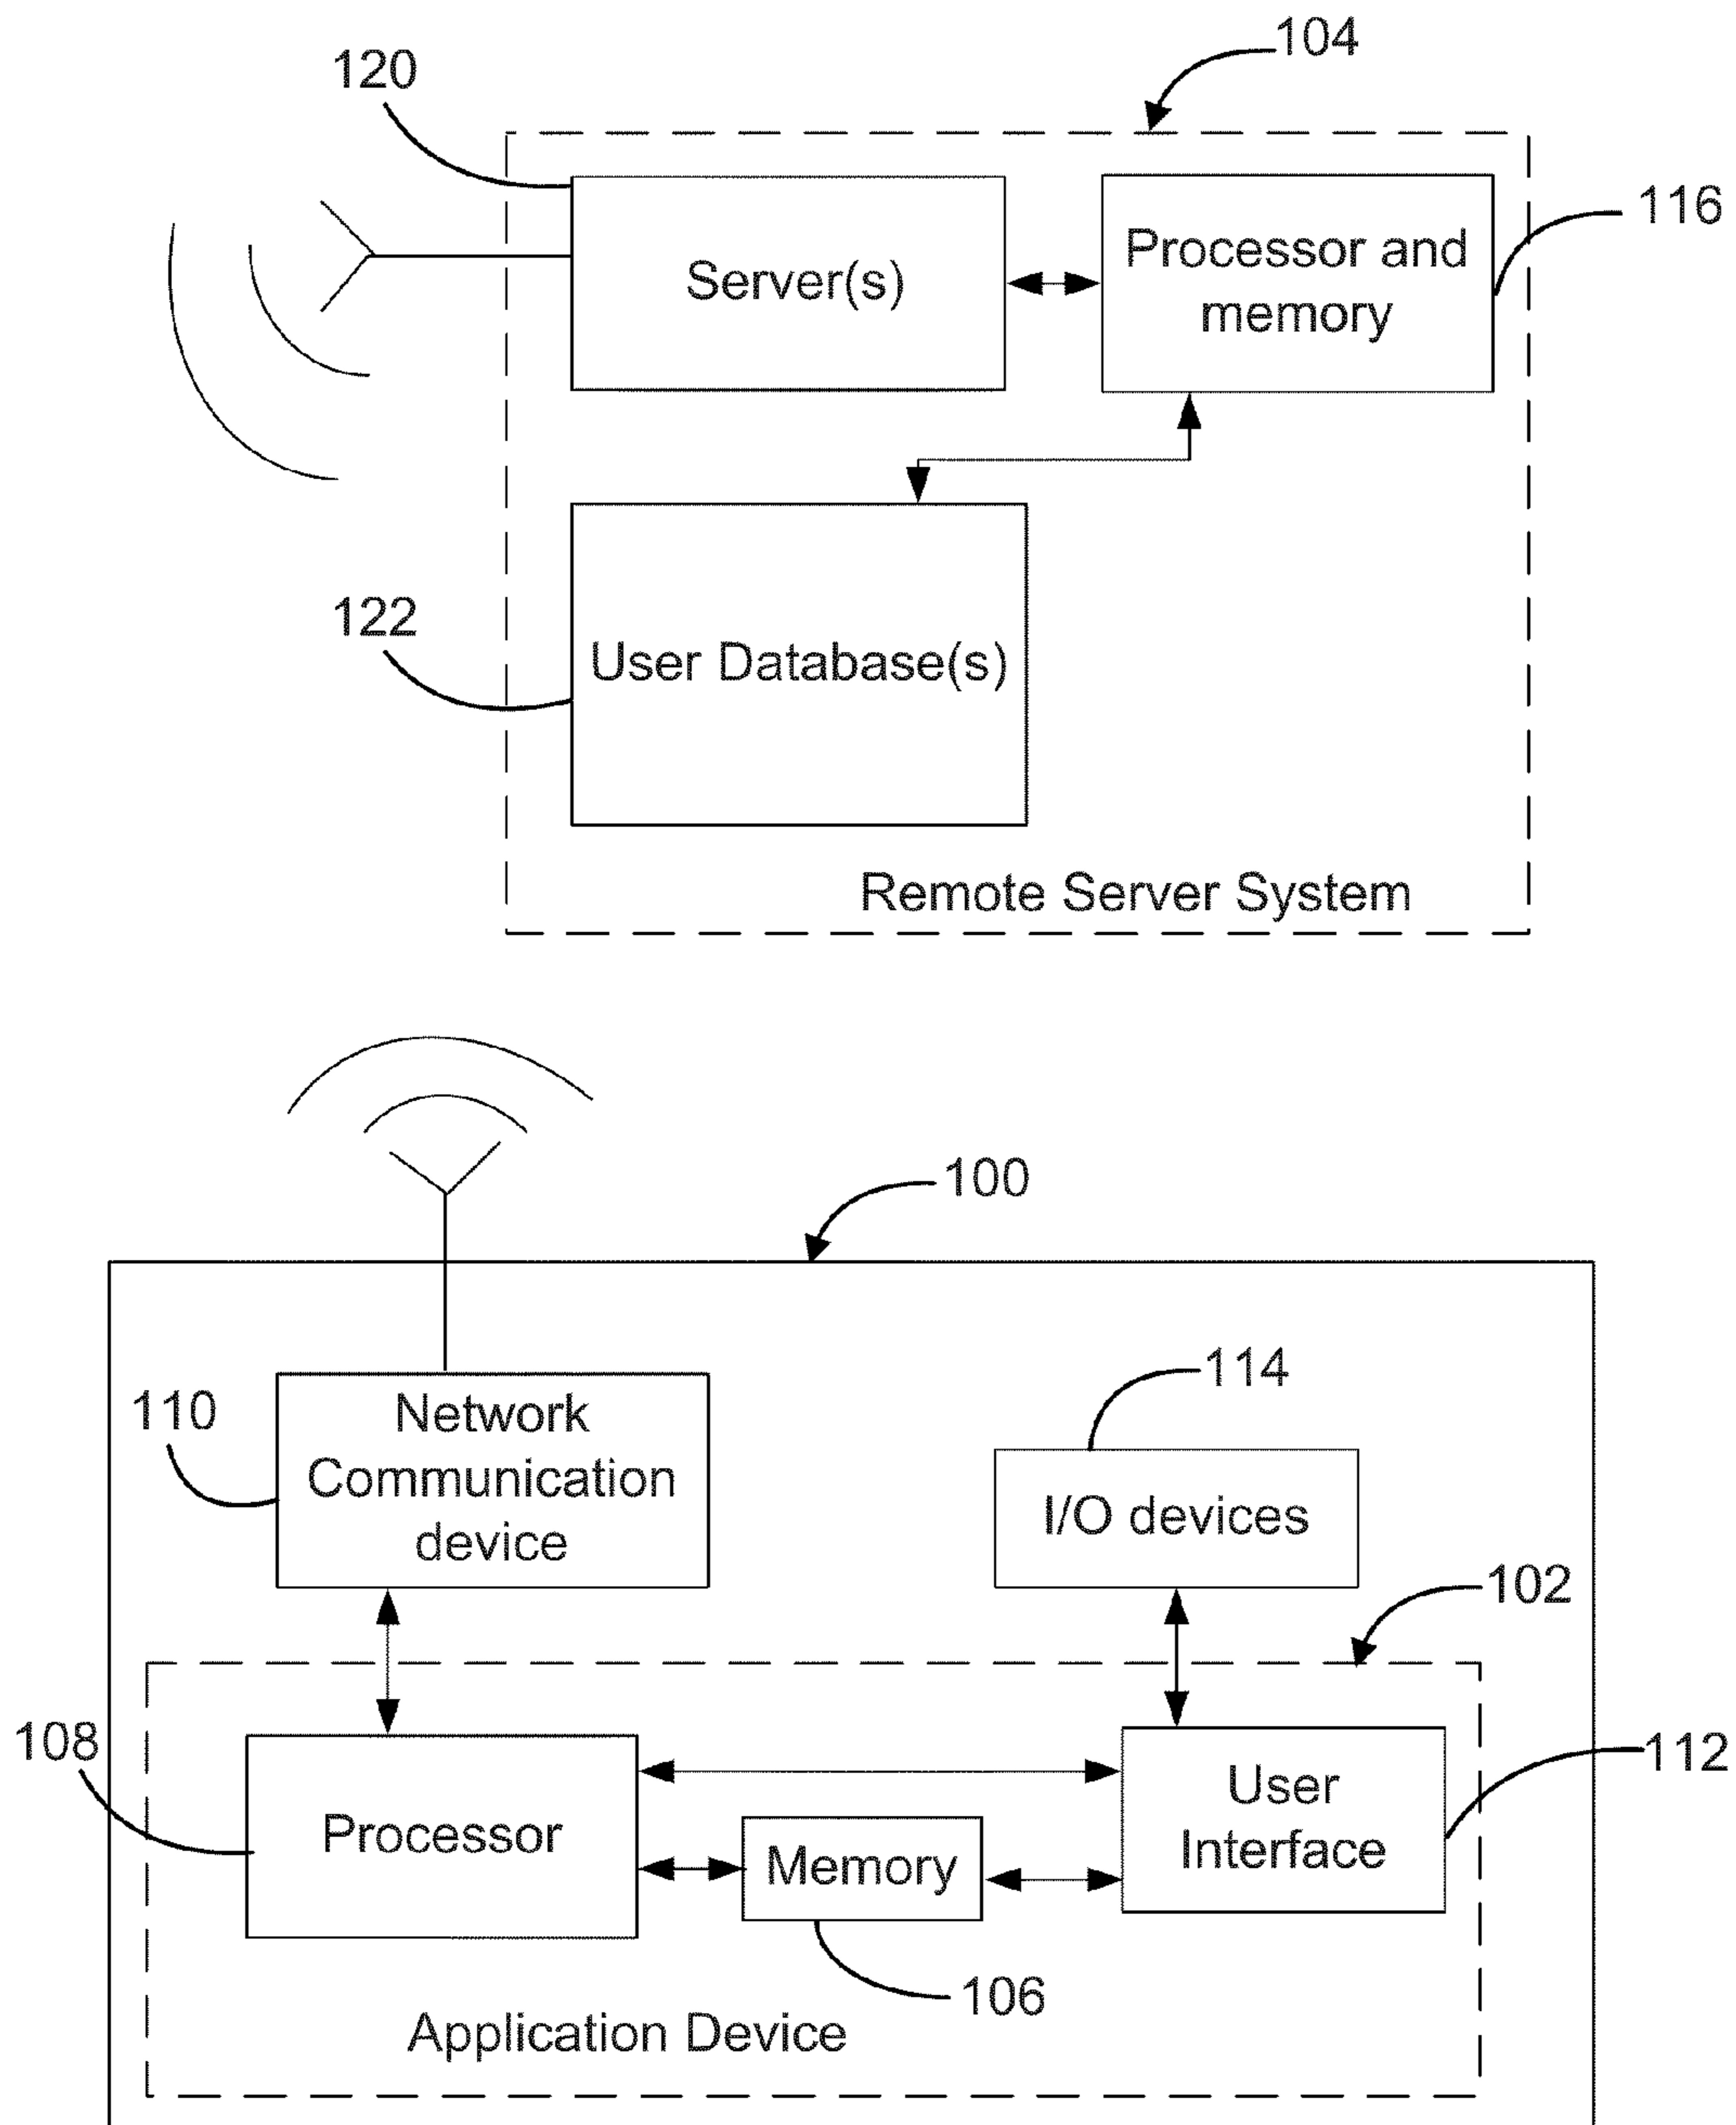 104
120
116
Server(s)
Processor and
memory
122
User Database(s)
Remote Server System
100
110
Network
Communication
device
114
I/O devices
102
108
Processor
User
Interface
112
Memory
106
Application Device